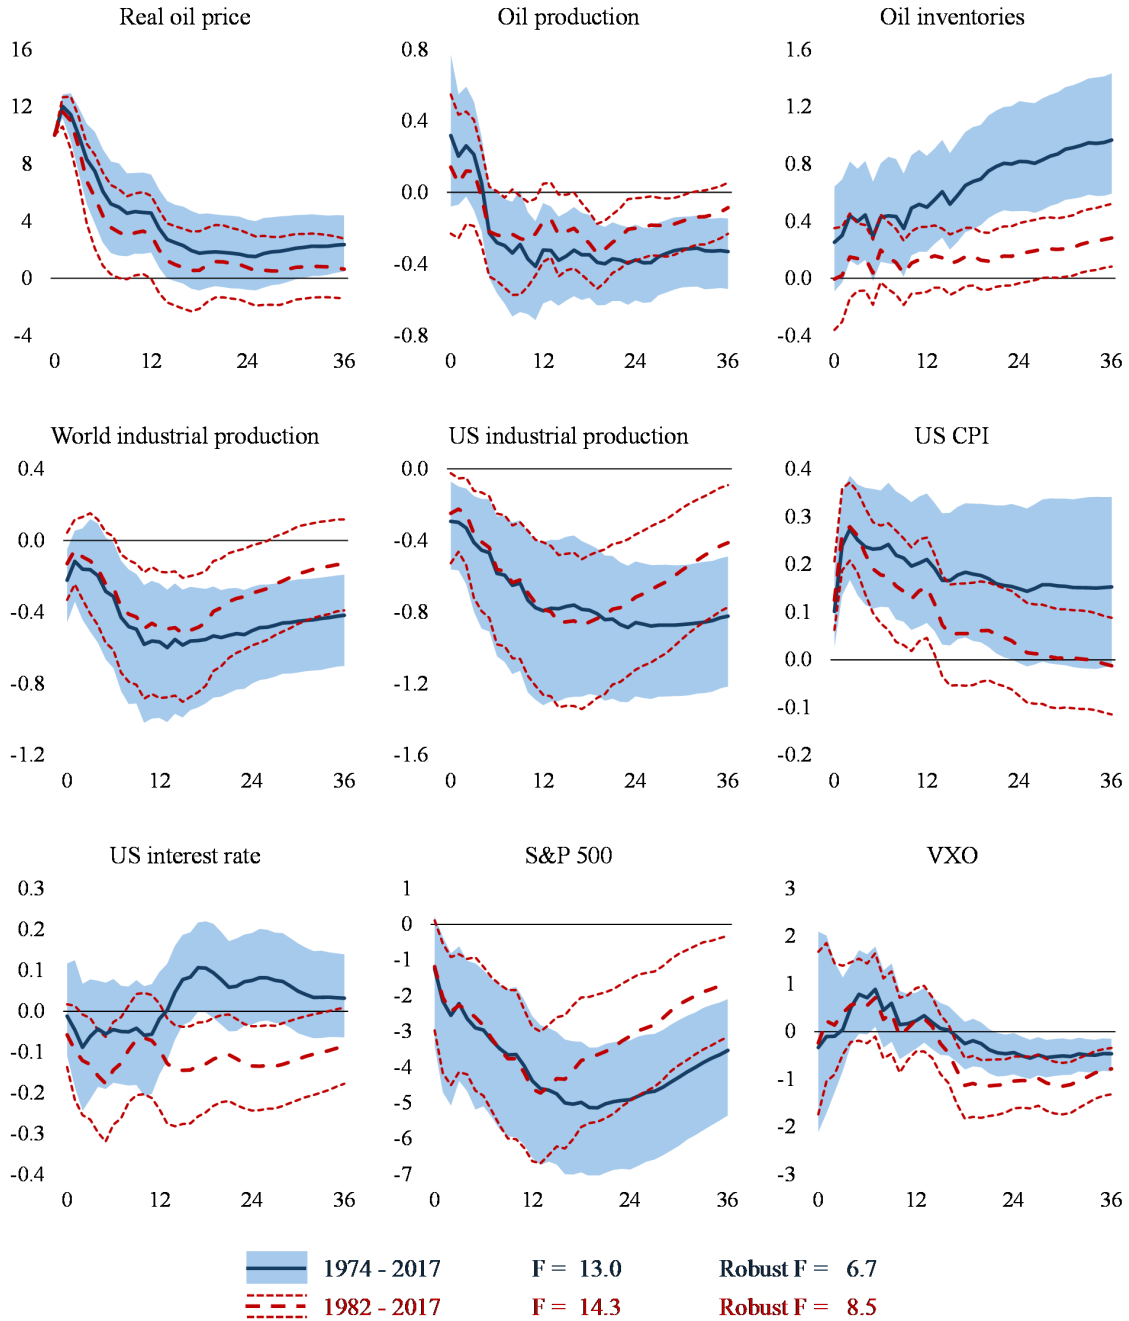 Real oil price
Oil production
Oil inventories
16
12
8
4
0
-4
0 12 24 36
0.8
0.4
0.0
-0.4
-0.8
0 12 24 36
1.6
1.2
0.8
0.4
0.0
-0.4
0 12 24 36
World industrial production
US industrial production
US CPI
0.4
0.0
-0.4
-0.8
-1.2
0 12 24 36
0.0
-0.4
-0.8
-1.2
-1.6
0 12 24 36
0.4
0.3
0.2
0.1
0.0
-0.1
-0.2
0 12 24 36
US interest rate
S&P 500
VXO
0.3
0.2
0.1
0.0
-0.1
-0.2
-0.3
-0.4
0 12 24 36
1
0
-1
-2
-3
-4
-5
-6
-7
0 12 24 36
3
2
1
0
-1
-2
-3
0 12 24 36
1974 - 2017 F = 13.0 Robust F = 6.7
1982 - 2017 F = 14.3 Robust F = 8.5